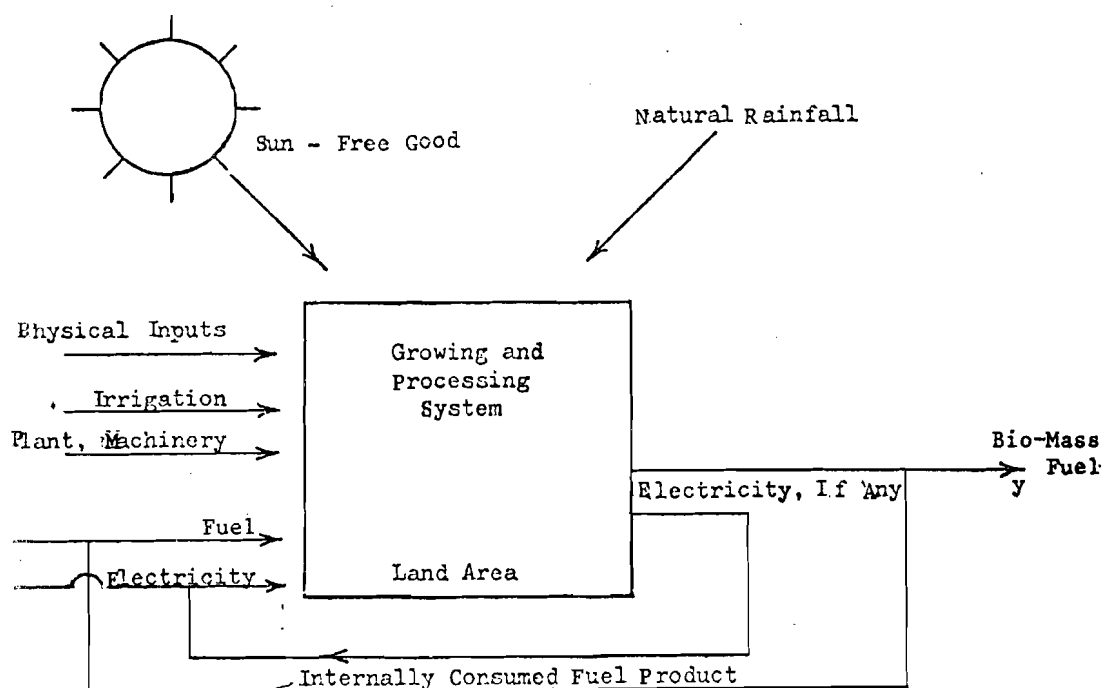 Sun - Free Good
Natural Rainfall
Physical Inputs
Irrigation
Plant, Machinery
Fuel
Electricity
Growing and
Processing
System
Land Area
Electricity, If Any
Bio-Mass
Fuel
y
Internally Consumed Fuel Product